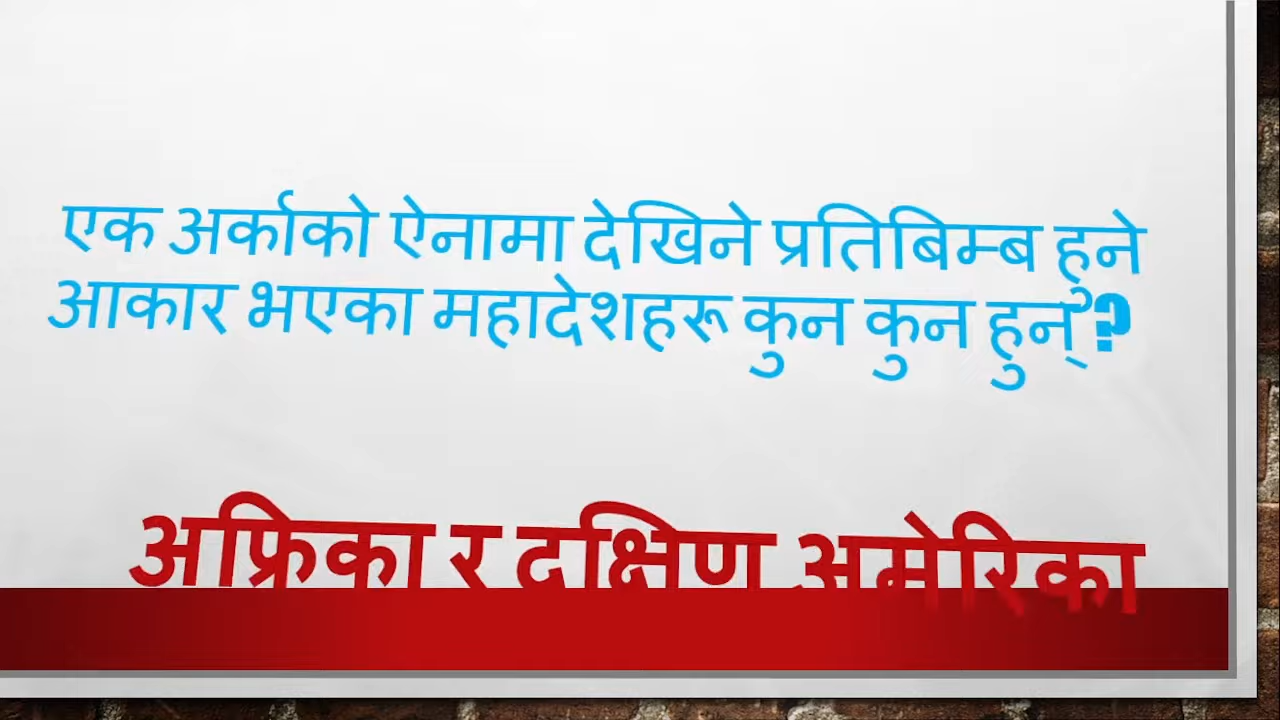 एक अर्काको ऐनामा देखिने प्रतिबिम्ब हुने
आकार भएका महादेशहरू कुन कुन हुन् ?
अफ्रिका र दक्षिण अमेरिका